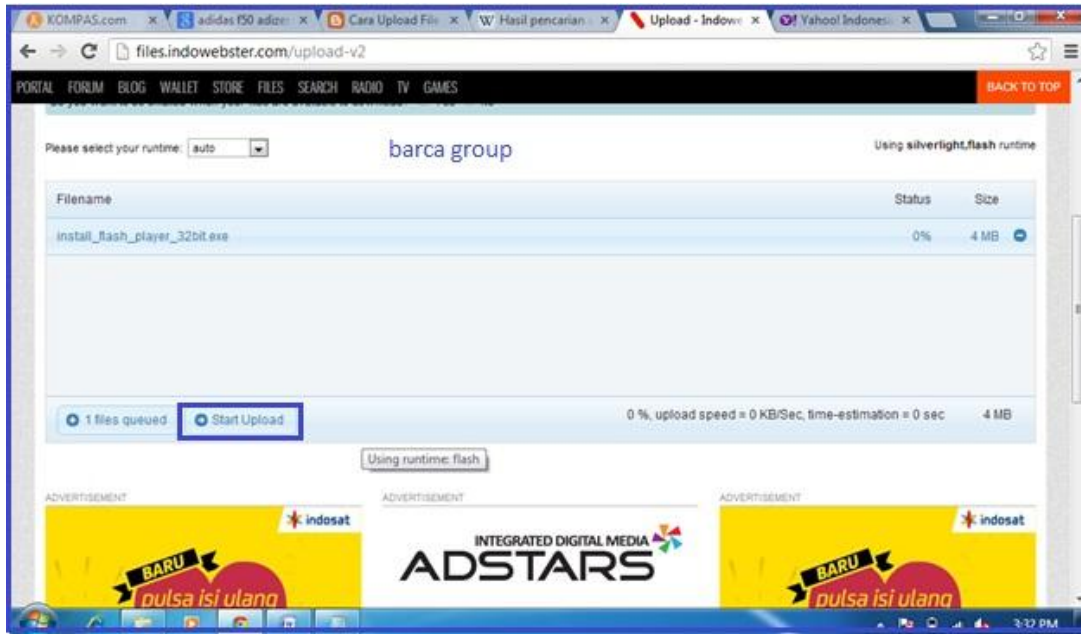 KOMPAS.com
adidas f50 adizer
Cara Upload File
Hasil pencarian
Upload - Indowe
Yahoo! Indonesi
files.indowebster.com/upload-v2
PORTAL FORUM BLOG WALLET STORE FILES SEARCH RADIO TV GAMES
BACK TO TOP
Please select your runtime: auto
barca group
Using silverlight,flash runtime
Filename Status Size
install_flash_player_32bit.exe 0% 4 MB
1 files queued Start Upload 0 %, upload speed = 0 KB/Sec, time-estimation = 0 sec 4 MB
Using runtime: flash
ADVERTISEMENT ADVERTISEMENT ADVERTISEMENT
indosat
BARU
pulsa isi ulang
INTEGRATED DIGITAL MEDIA
ADSTARS
indosat
BARU
pulsa isi ulang
3:32 PM